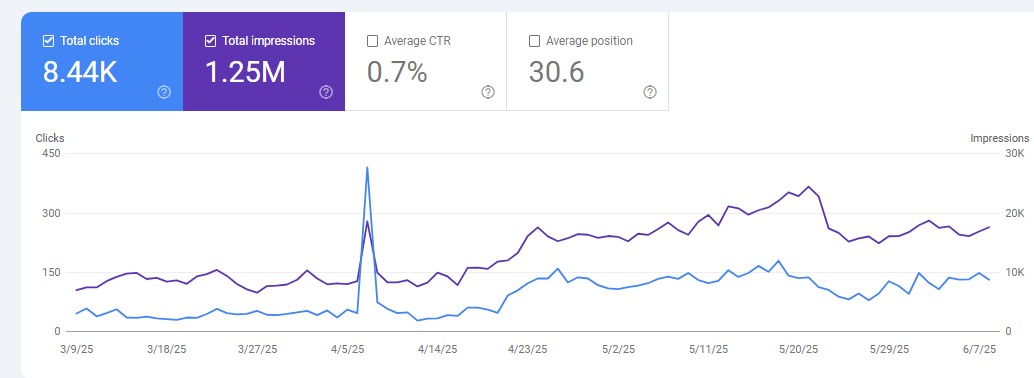 Total clicks
8.44K
Total impressions
1.25M
Average CTR
0.7%
Average position
30.6
Clicks
Impressions
450
30K
300
20K
150
10K
0
0
3/9/25
3/18/25
3/27/25
4/5/25
4/14/25
4/23/25
5/2/25
5/11/25
5/20/25
5/29/25
6/7/25